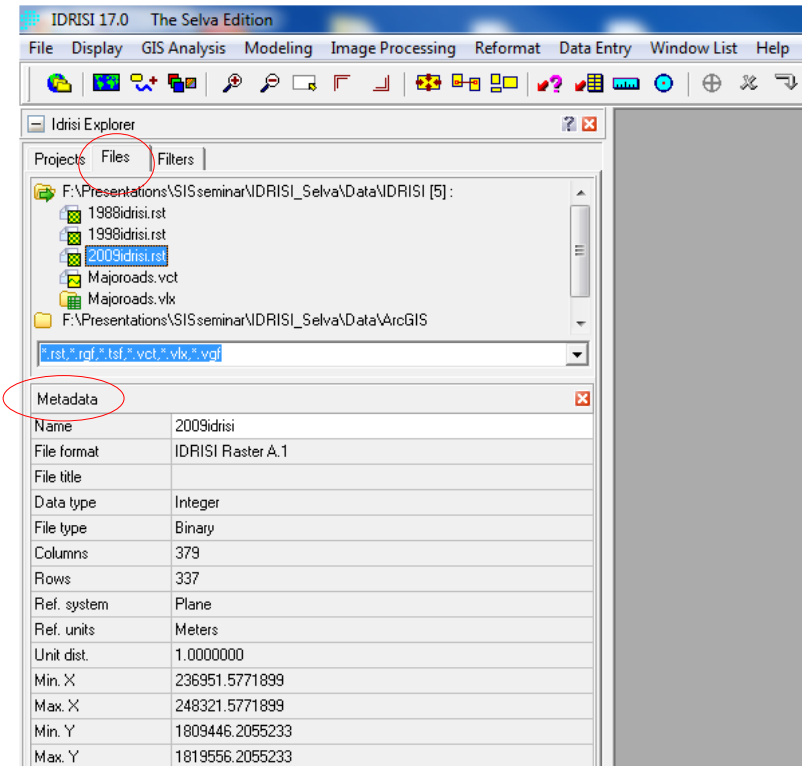 IDRISI 17.0 The Selva Edition
File Display GIS Analysis Modeling Image Processing Reformat Data Entry Window List Help
Idrisi Explorer
Projects Files Filters
F:\Presentations\SISseminar\IDRISI_Selva\Data\IDRISI [5] :
1988idrisi.rst
1998idrisi.rst
2009idrisi.rst
Majoroads.vct
Majoroads.vlx
F:\Presentations\SISseminar\IDRISI_Selva\Data\ArcGIS
*.rst,*.rgf,*.tsf,*.vct,*.vlx,*.vgf
Metadata
Name 2009idrisi
File format IDRISI Raster A.1
File title
Data type Integer
File type Binary
Columns 379
Rows 337
Ref. system Plane
Ref. units Meters
Unit dist. 1.0000000
Min. X 236951.5771899
Max. X 248321.5771899
Min. Y 1809446.2055233
Max. Y 1819556.2055233